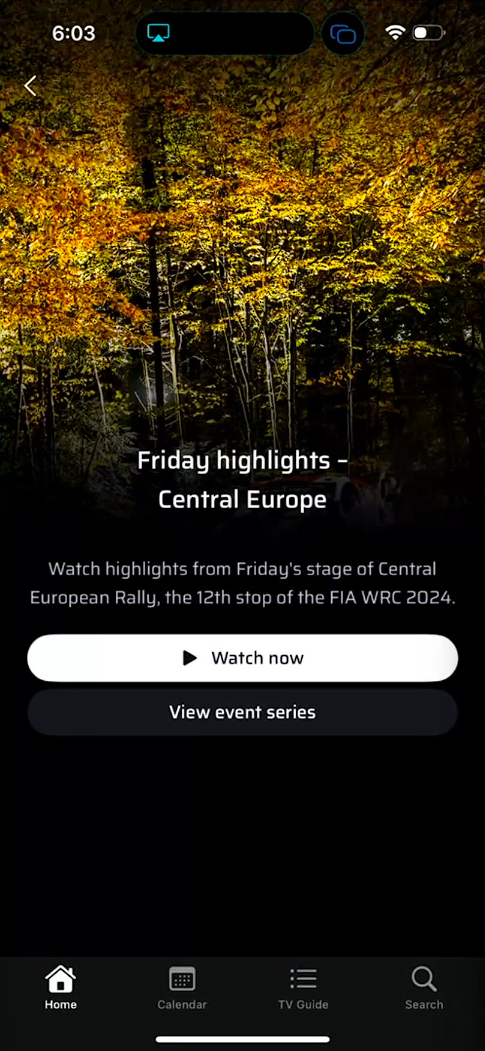 6:03
Friday highlights –
Central Europe
Watch highlights from Friday's stage of Central
European Rally, the 12th stop of the FIA WRC 2024.
Watch now
View event series
Home
Calendar
TV Guide
Search